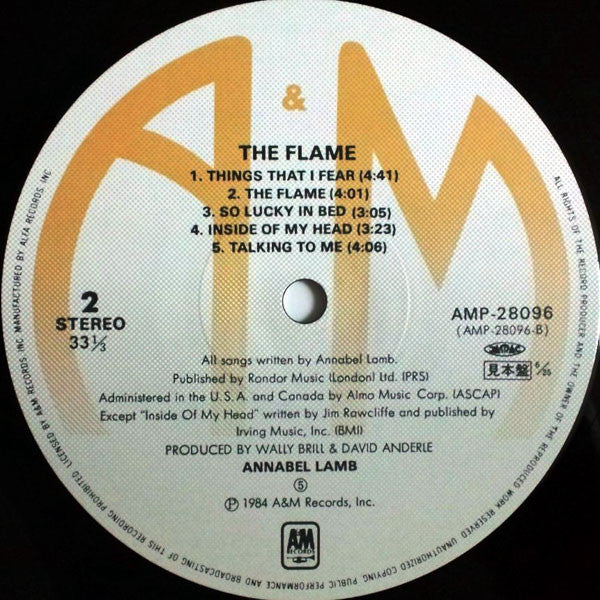 A & M
THE FLAME
1. THINGS THAT I FEAR (4:41)
2. THE FLAME (4:01)
3. SO LUCKY IN BED (3:05)
4. INSIDE OF MY HEAD (3:23)
5. TALKING TO ME (4:06)
2
STEREO
33⅓
AMP-28096
(AMP-28096-B)
JASRAC
見本盤
All songs written by Annabel Lamb.
Published by Rondor Music (London) Ltd. (PRS)
Administered in the U.S.A. and Canada by Almo Music Corp. (ASCAP)
Except "Inside Of My Head" written by Jim Rawcliffe and published by
Irving Music, Inc. (BMI)
PRODUCED BY WALLY BRILL & DAVID ANDERLE
ANNABEL LAMB
⑤
℗ 1984 A&M Records, Inc.
A&M
RECORDS
ALL RIGHTS OF THE RECORD PRODUCER AND THE OWNER OF THE REPRODUCED WORK RESERVED. UNAUTHORIZED COPYING, PUBLIC PERFORMANCE AND BROADCASTING OF THIS RECORDING PROHIBITED LICENSED BY A&M RECORDS, INC MANUFACTURED BY ALFA RECORDS, INC